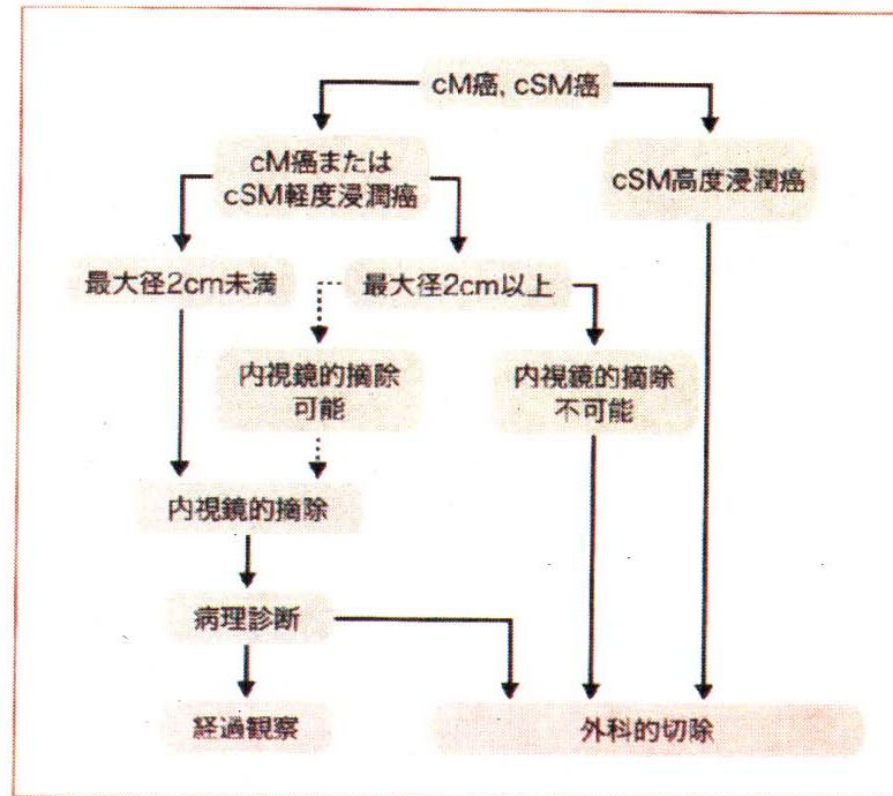 cM癌, cSM癌
cM癌または
cSM軽度浸潤癌
cSM高度浸潤癌
最大径2cm未満
最大径2cm以上
内視鏡的摘除
可能
内視鏡的摘除
不可能
内視鏡的摘除
病理診断
経過観察
外科的切除